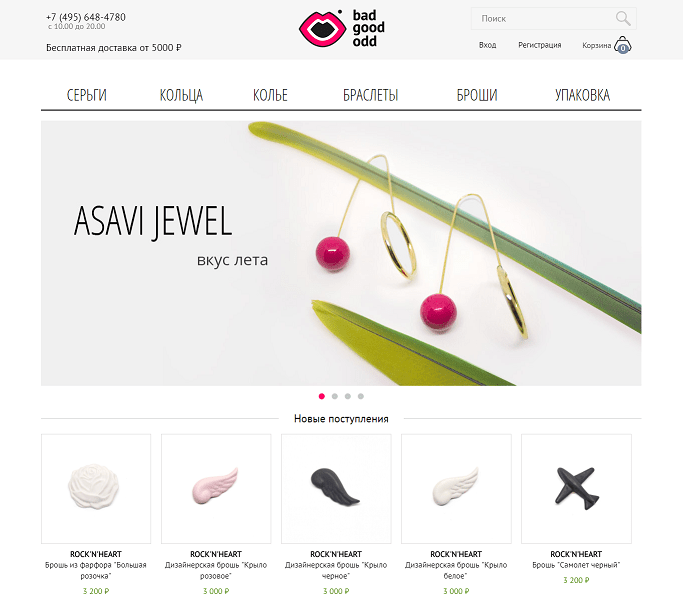 +7 (495) 648-4780
с 10.00 до 20.00
Бесплатная доставка от 5000 ₽
bad
good
odd
Поиск
Вход Регистрация Корзина 0
СЕРЬГИ КОЛЬЦА КОЛЬЕ БРАСЛЕТЫ БРОШИ УПАКОВКА
ASAVI JEWEL
вкус лета
Новые поступления
ROCK'N'HEART
Брошь из фарфора "Большая
розочка"
3 200 ₽
ROCK'N'HEART
Дизайнерская брошь "Крыло
розовое"
3 000 ₽
ROCK'N'HEART
Дизайнерская брошь "Крыло
черное"
3 000 ₽
ROCK'N'HEART
Дизайнерская брошь "Крыло
белое"
3 000 ₽
ROCK'N'HEART
Брошь "Самолет черный"
3 200 ₽